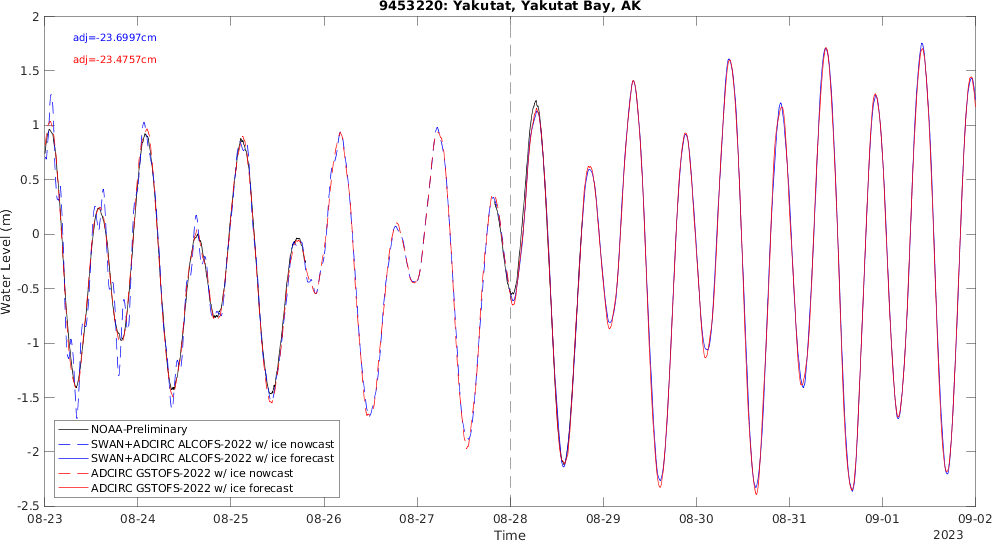 9453220: Yakutat, Yakutat Bay, AK
adj=-23.6997cm
adj=-23.4757cm
2
1.5
1
0.5
0
-0.5
-1
-1.5
-2
-2.5
Water Level (m)
NOAA-Preliminary
SWAN+ADCIRC ALCOFS-2022 w/ ice nowcast
SWAN+ADCIRC ALCOFS-2022 w/ ice forecast
ADCIRC GSTOFS-2022 w/ ice nowcast
ADCIRC GSTOFS-2022 w/ ice forecast
08-23 08-24 08-25 08-26 08-27 08-28 08-29 08-30 08-31 09-01 09-02
Time
2023